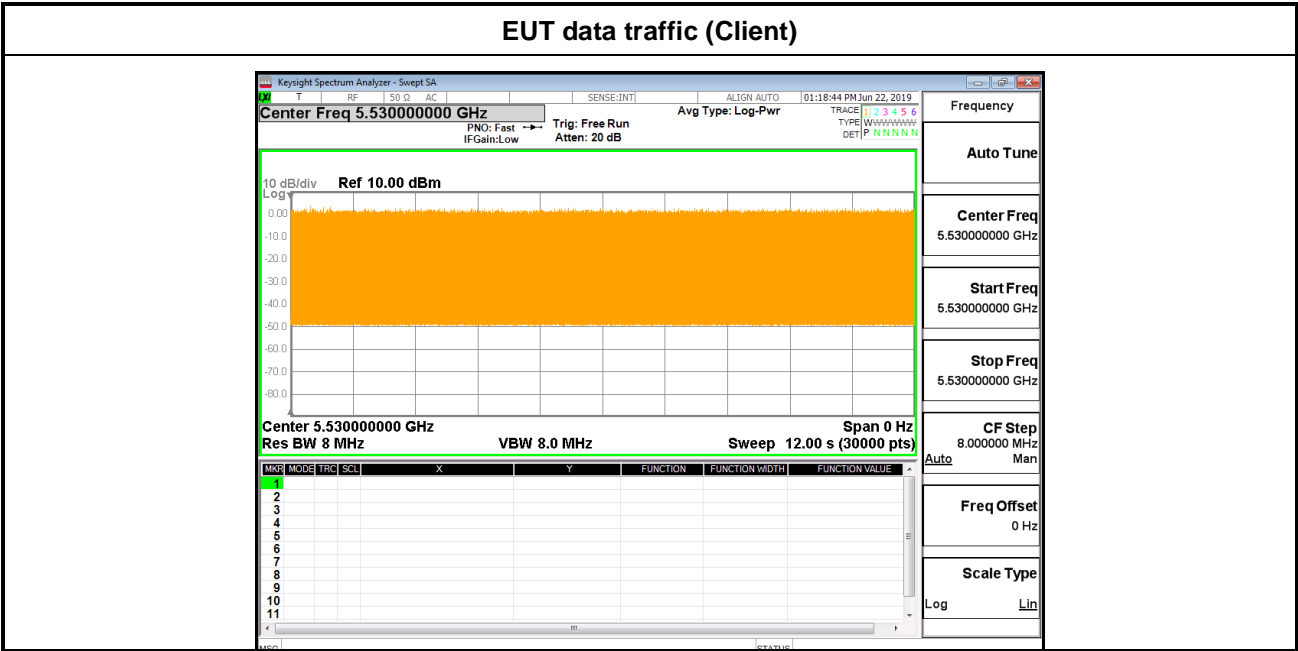 EUT data traffic (Client)
Keysight Spectrum Analyzer - Swept SA
LXI T RF 50 Ω AC SENSE:INT ALIGN AUTO 01:18:44 PM Jun 22, 2019
Center Freq 5.530000000 GHz
PNO: Fast
IFGain:Low
Trig: Free Run
Atten: 20 dB
Avg Type: Log-Pwr
TRACE 1 2 3 4 5 6
TYPE WWWWWW
DET P N N N N N
10 dB/div Ref 10.00 dBm
Log
0.00
-10.0
-20.0
-30.0
-40.0
-50.0
-60.0
-70.0
-80.0
Center 5.530000000 GHz Span 0 Hz
Res BW 8 MHz VBW 8.0 MHz Sweep 12.00 s (30000 pts)
MKR MODE TRC SCL X Y FUNCTION FUNCTION WIDTH FUNCTION VALUE
1
2
3
4
5
6
7
8
9
10
11
MSG STATUS
Frequency
Auto Tune
Center Freq
5.530000000 GHz
Start Freq
5.530000000 GHz
Stop Freq
5.530000000 GHz
CF Step
8.000000 MHz
Auto Man
Freq Offset
0 Hz
Scale Type
Log Lin